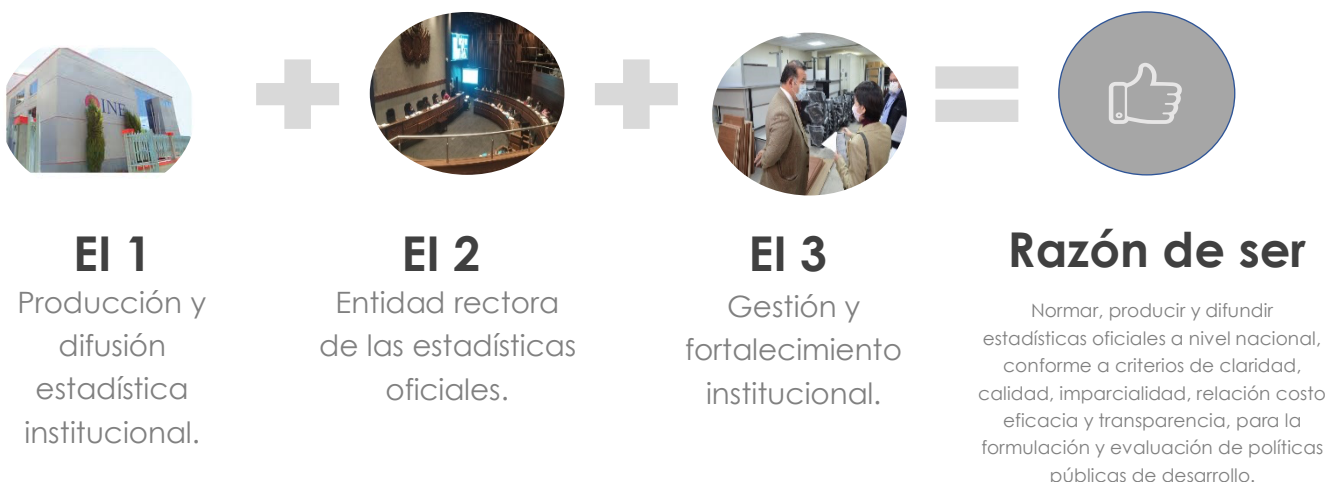 INE
EI 1
Producción y
difusión
estadística
institucional.
EI 2
Entidad rectora
de las estadísticas
oficiales.
EI 3
Gestión y
fortalecimiento
institucional.
Razón de ser
Normar, producir y difundir
estadísticas oficiales a nivel nacional,
conforme a criterios de claridad,
calidad, imparcialidad, relación costo
eficacia y transparencia, para la
formulación y evaluación de políticas
públicas de desarrollo.